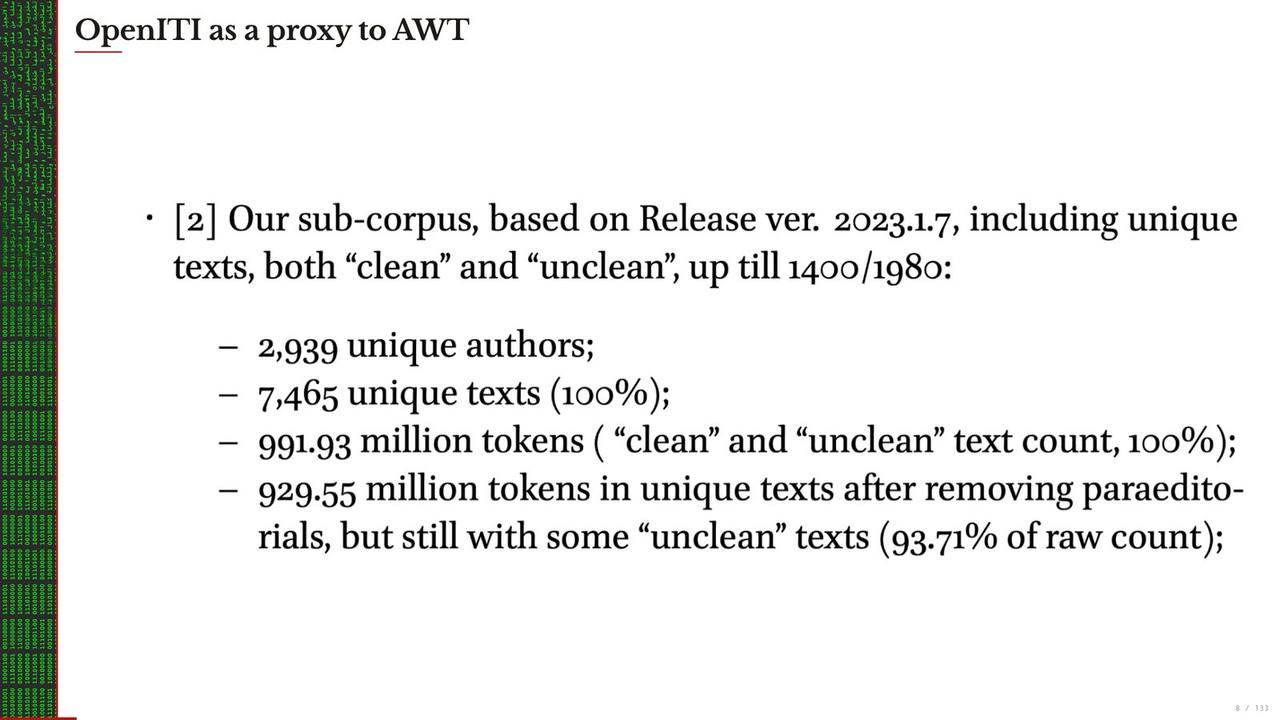 OpenITI as a proxy to AWT
• [2] Our sub-corpus, based on Release ver. 2023.1.7, including unique
texts, both “clean” and “unclean”, up till 1400/1980:
– 2,939 unique authors;
– 7,465 unique texts (100%);
– 991.93 million tokens ( “clean” and “unclean” text count, 100%);
– 929.55 million tokens in unique texts after removing paraedito-
rials, but still with some “unclean” texts (93.71% of raw count);
8 / 133